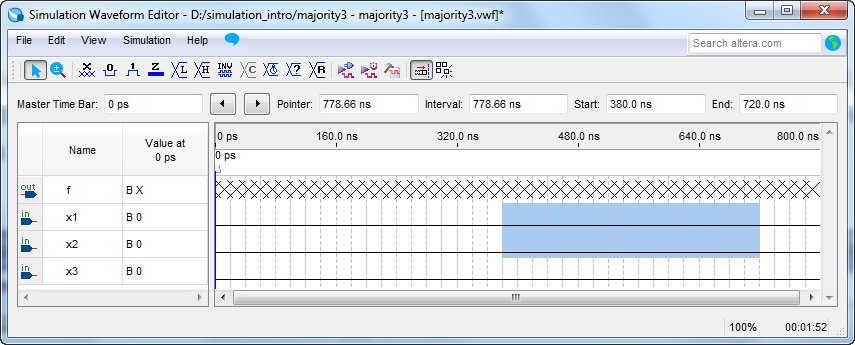 Simulation Waveform Editor - D:/simulation_intro/majority3 - majority3 - [majority3.vwf]*
File Edit View Simulation Help
Search altera.com
X 0 1 Z L H INV C ? R
Master Time Bar: 0 ps Pointer: 778.66 ns Interval: 778.66 ns Start: 380.0 ns End: 720.0 ns
Name Value at 0 ps 0 ps 160.0 ns 320.0 ns 480.0 ns 640.0 ns 800.0 ns
0 ps
out f B X
in x1 B 0
in x2 B 0
in x3 B 0
100% 00:01:52